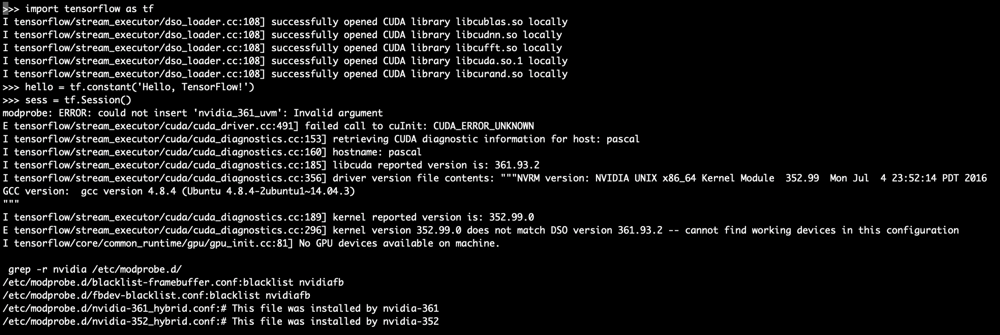 >>> import tensorflow as tf
I tensorflow/stream_executor/dso_loader.cc:108] successfully opened CUDA library libcublas.so locally
I tensorflow/stream_executor/dso_loader.cc:108] successfully opened CUDA library libcudnn.so locally
I tensorflow/stream_executor/dso_loader.cc:108] successfully opened CUDA library libcufft.so locally
I tensorflow/stream_executor/dso_loader.cc:108] successfully opened CUDA library libcuda.so.1 locally
I tensorflow/stream_executor/dso_loader.cc:108] successfully opened CUDA library libcurand.so locally
>>> hello = tf.constant('Hello, TensorFlow!')
>>> sess = tf.Session()
modprobe: ERROR: could not insert 'nvidia_361_uvm': Invalid argument
E tensorflow/stream_executor/cuda/cuda_driver.cc:491] failed call to cuInit: CUDA_ERROR_UNKNOWN
I tensorflow/stream_executor/cuda/cuda_diagnostics.cc:153] retrieving CUDA diagnostic information for host: pascal
I tensorflow/stream_executor/cuda/cuda_diagnostics.cc:160] hostname: pascal
I tensorflow/stream_executor/cuda/cuda_diagnostics.cc:185] libcuda reported version is: 361.93.2
I tensorflow/stream_executor/cuda/cuda_diagnostics.cc:356] driver version file contents: """NVRM version: NVIDIA UNIX x86_64 Kernel Module  352.99  Mon Jul  4 23:52:14 PDT 2016
GCC version:  gcc version 4.8.4 (Ubuntu 4.8.4-2ubuntu1~14.04.3)
"""
I tensorflow/stream_executor/cuda/cuda_diagnostics.cc:189] kernel reported version is: 352.99.0
E tensorflow/stream_executor/cuda/cuda_diagnostics.cc:296] kernel version 352.99.0 does not match DSO version 361.93.2 -- cannot find working devices in this configuration
I tensorflow/core/common_runtime/gpu/gpu_init.cc:81] No GPU devices available on machine.
grep -r nvidia /etc/modprobe.d/
/etc/modprobe.d/blacklist-framebuffer.conf:blacklist nvidiafb
/etc/modprobe.d/fbdev-blacklist.conf:blacklist nvidiafb
/etc/modprobe.d/nvidia-361_hybrid.conf:# This file was installed by nvidia-361
/etc/modprobe.d/nvidia-352_hybrid.conf:# This file was installed by nvidia-352